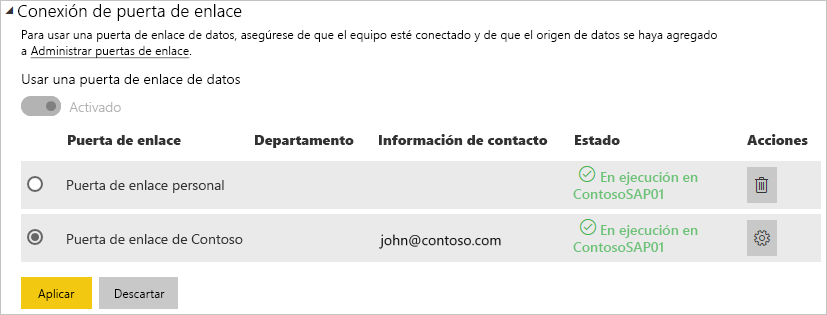 Conexión de puerta de enlace
Para usar una puerta de enlace de datos, asegúrese de que el equipo esté conectado y de que el origen de datos se haya agregado
a Administrar puertas de enlace.
Usar una puerta de enlace de datos
Activado
Puerta de enlace Departamento Información de contacto Estado Acciones
Puerta de enlace personal En ejecución en
ContosoSAP01
Puerta de enlace de Contoso john@contoso.com En ejecución en
ContosoSAP01
Aplicar Descartar